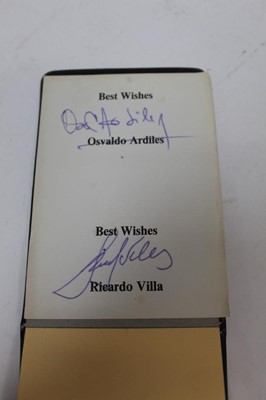 Best Wishes
Osvaldo Ardiles
Best Wishes
Ricardo Villa